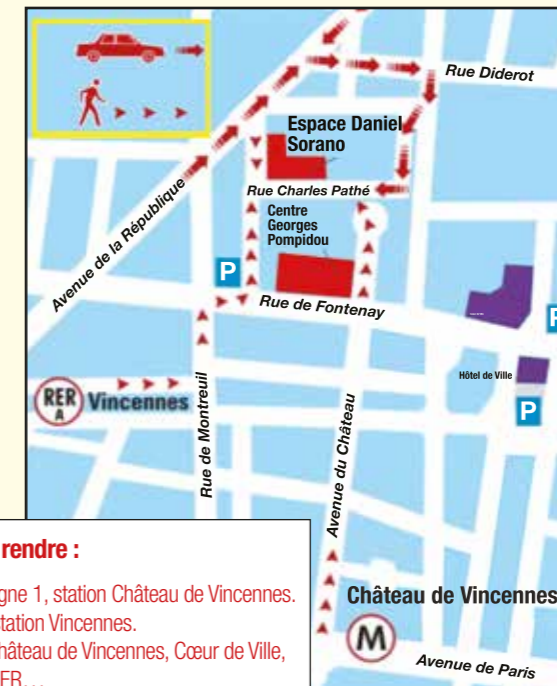 Rue Diderot
Espace Daniel
Sorano
Rue Charles Pathé
Avenue de la République
Centre
Georges
Pompidou
P
Rue de Fontenay
P
Hôtel de Ville
P
RER
A
Vincennes
Rue de Montreuil
Avenue du Château
rendre :
gne 1, station Château de Vincennes.
station Vincennes.
hâteau de Vincennes, Cœur de Ville,
ER…
Château de Vincennes
M
Avenue de Paris